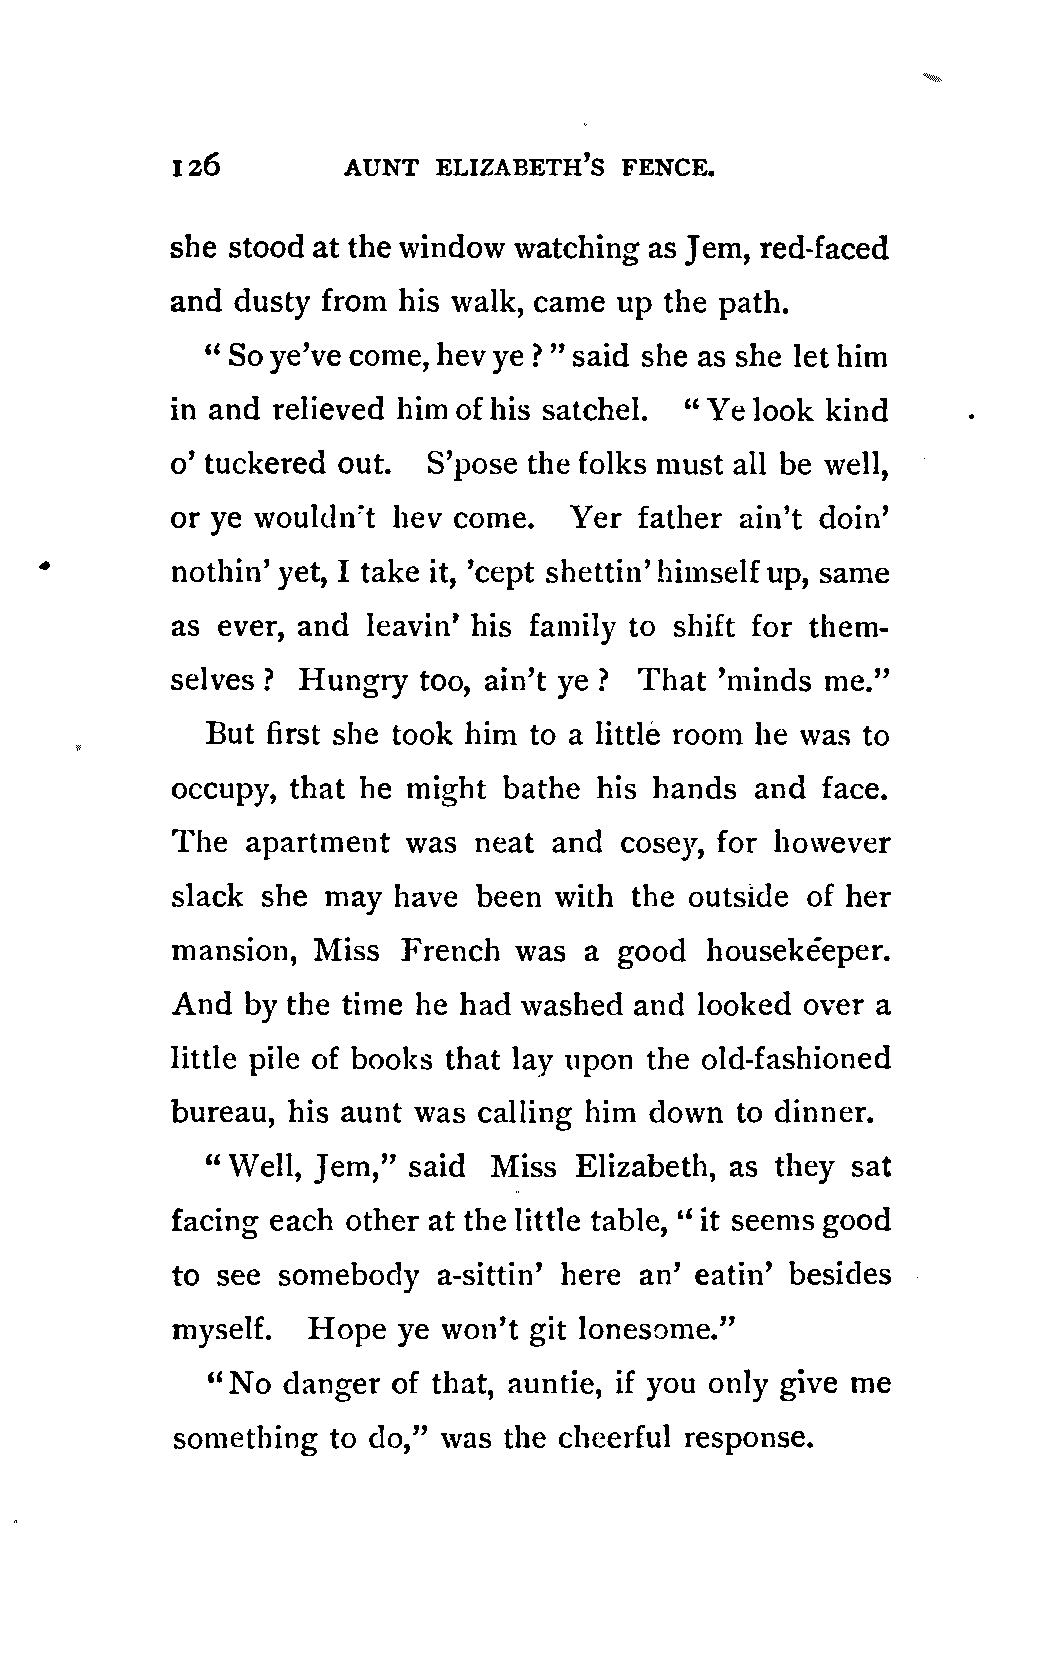 126 AUNT ELIZABETH'S FENCE.
she stood at the window watching as Jem, red-faced
and dusty from his walk, came up the path.
“ So ye've come, hev ye ? ” said she as she let him
in and relieved him of his satchel. “ Ye look kind
o' tuckered out. S'pose the folks must all be well,
or ye wouldn't hev come. Yer father ain't doin'
nothin' yet, I take it, 'cept shettin' himself up, same
as ever, and leavin' his family to shift for them-
selves ? Hungry too, ain't ye ? That 'minds me.”
But first she took him to a little room he was to
occupy, that he might bathe his hands and face.
The apartment was neat and cosey, for however
slack she may have been with the outside of her
mansion, Miss French was a good housekeeper.
And by the time he had washed and looked over a
little pile of books that lay upon the old-fashioned
bureau, his aunt was calling him down to dinner.
“ Well, Jem,” said Miss Elizabeth, as they sat
facing each other at the little table, “ it seems good
to see somebody a-sittin' here an' eatin' besides
myself. Hope ye won't git lonesome.”
“ No danger of that, auntie, if you only give me
something to do,” was the cheerful response.